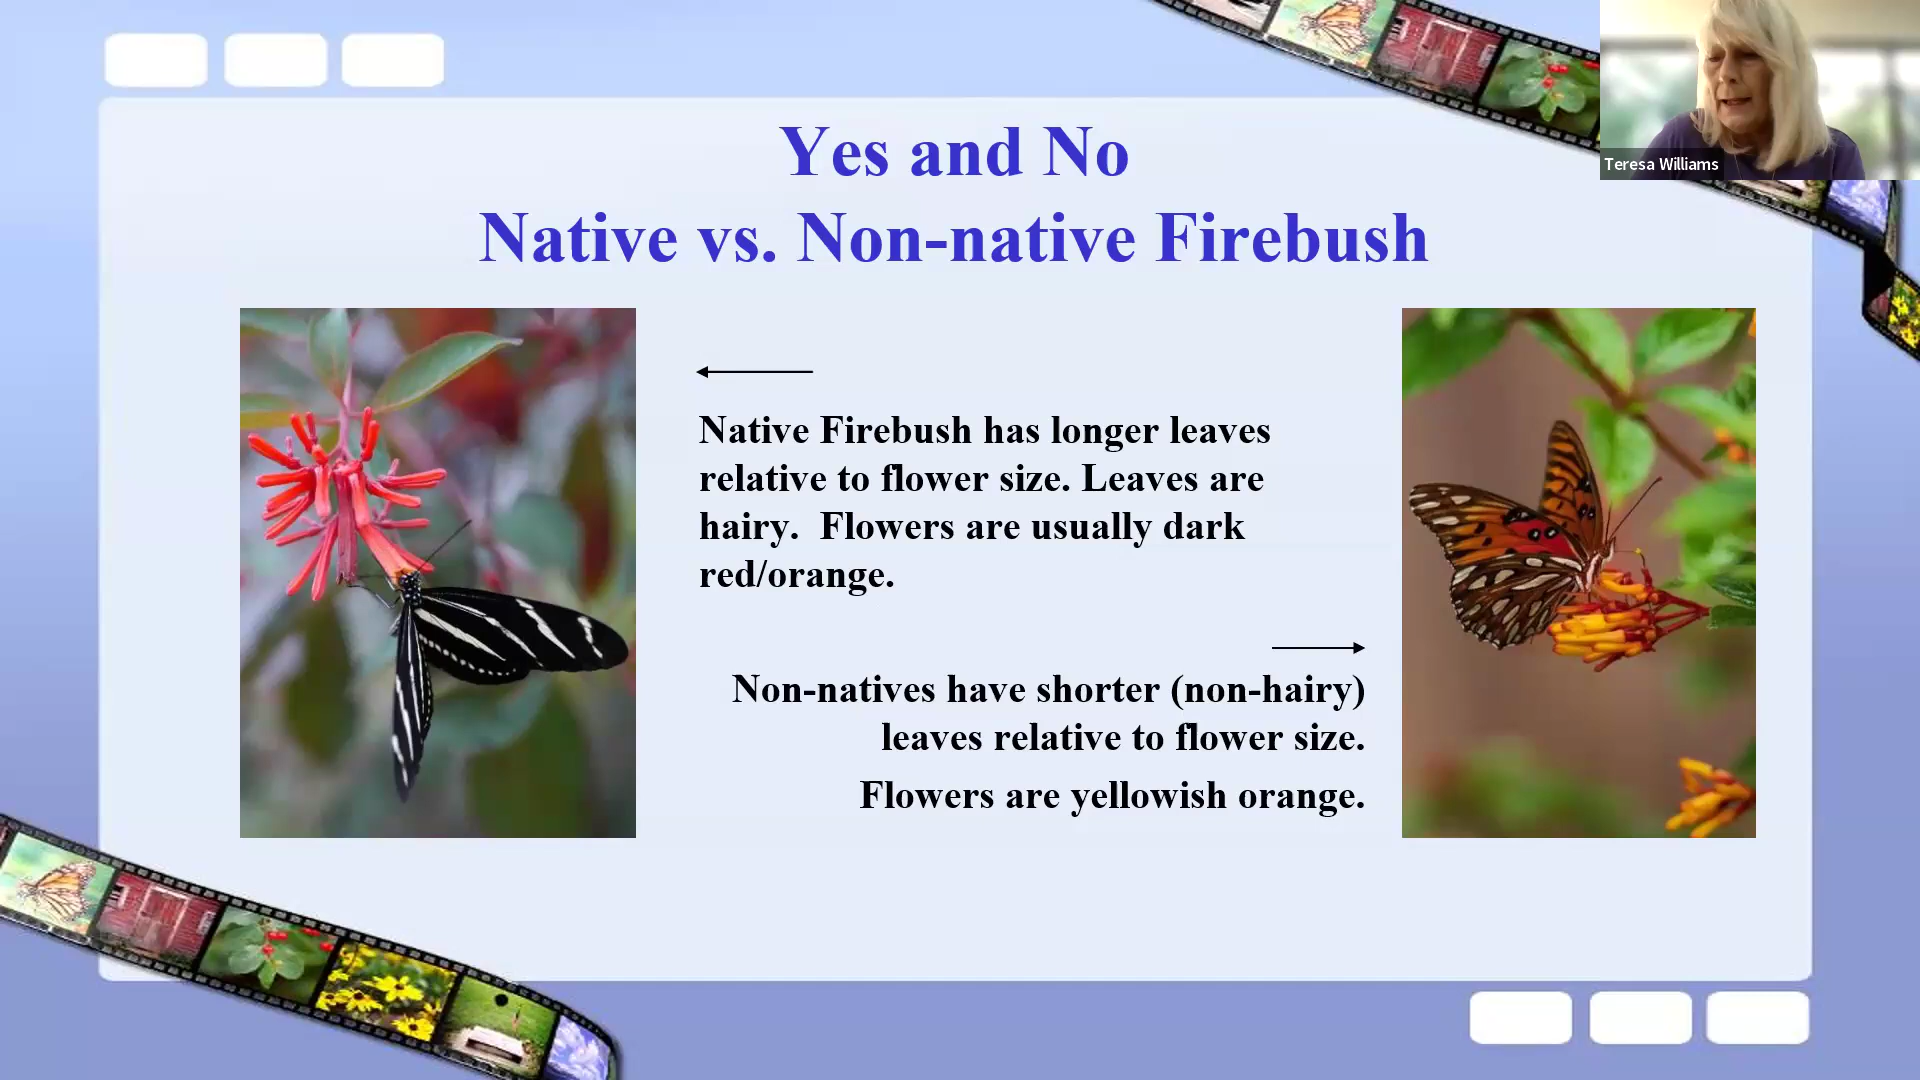 Yes and No
Native vs. Non-native Firebush
Teresa Williams
Native Firebush has longer leaves
relative to flower size. Leaves are
hairy.  Flowers are usually dark
red/orange.
Non-natives have shorter (non-hairy)
leaves relative to flower size.
Flowers are yellowish orange.